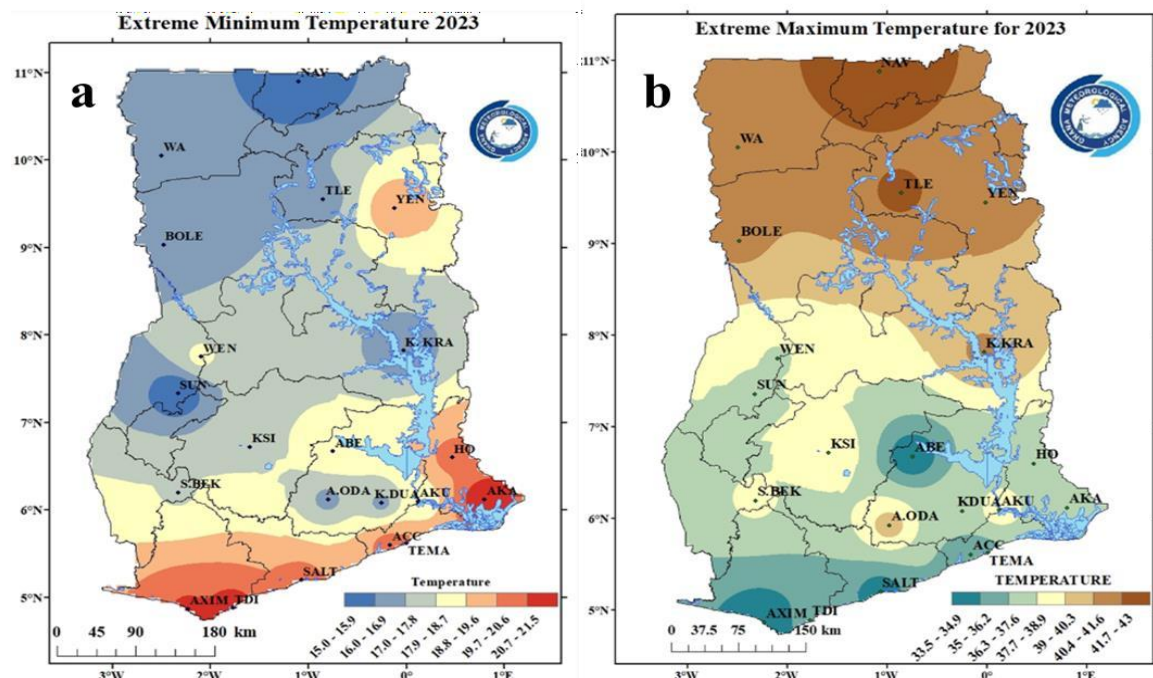 Extreme Minimum Temperature 2023
a
11°N
10°N
9°N
8°N
7°N
6°N
5°N
NAV
WA
TLE
YEN
BOLE
WEN
K. KRA
SUN
KSI
ABE
HO
S.BEK
A.ODA
K.DUA
AKU
AKA
ACC
TEMA
SALT
AXIM
TDI
Temperature
15.0 - 15.9
16.0 - 16.9
17.0 - 17.8
17.9 - 18.7
18.8 - 19.6
19.7 - 20.6
20.7 - 21.5
0 45 90 180 km
3°W 2°W 1°W 0° 1°E
Extreme Maximum Temperature for 2023
b
GHANA METEOROLOGICAL AGENCY
11°N
10°N
9°N
8°N
7°N
6°N
5°N
NAV
WA
TLE
YEN
BOLE
K.KRA
WEN
SUN
KSI
ABE
HO
S.BEK
KDUA
AKU
AKA
A.ODA
ACC
TEMA
SALT
AXIM
TDI
TEMPERATURE
33.5 - 34.9
35 - 36.2
36.3 - 37.6
37.7 - 38.9
39 - 40.3
40.4 - 41.6
41.7 - 43
0 37.5 75 150 km
3°W 2°W 1°W 0° 1°E